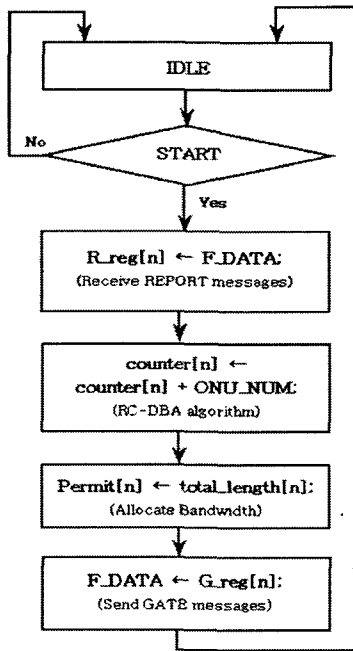 IDLE
START
No
Yes
R_reg[n] ← F_DATA;
(Receive REPORT messages)
counter[n] ←
counter[n] + ONU_NUM;
(RC-DBA algorithm)
Permit[n] ← total_length[n];
(Allocate Bandwidth)
F_DATA ← G_reg[n];
(Send GATE messages)